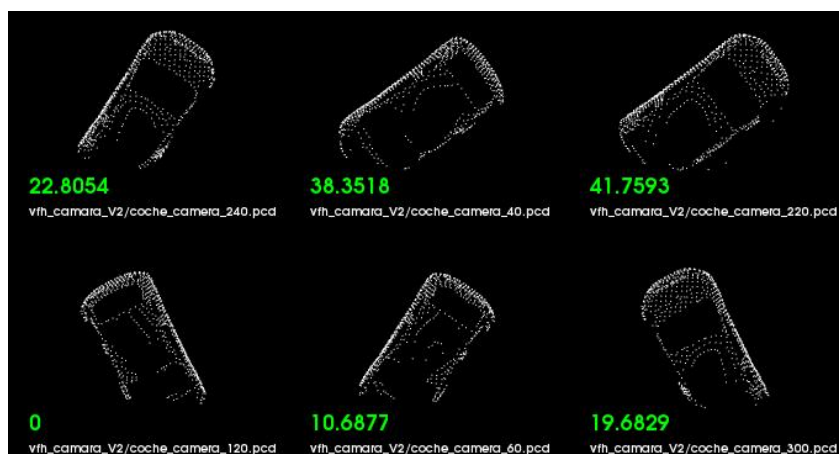 22.8054 38.3518 41.7593
vfh_camara_V2/coche_camera_240.pcd vfh_camara_V2/coche_camera_40.pcd vfh_camara_V2/coche_camera_220.pcd
0 10.6877 19.6829
vfh_camara_V2/coche_camera_120.pcd vfh_camara_V2/coche_camera_60.pcd vfh_camara_V2/coche_camera_300.pcd